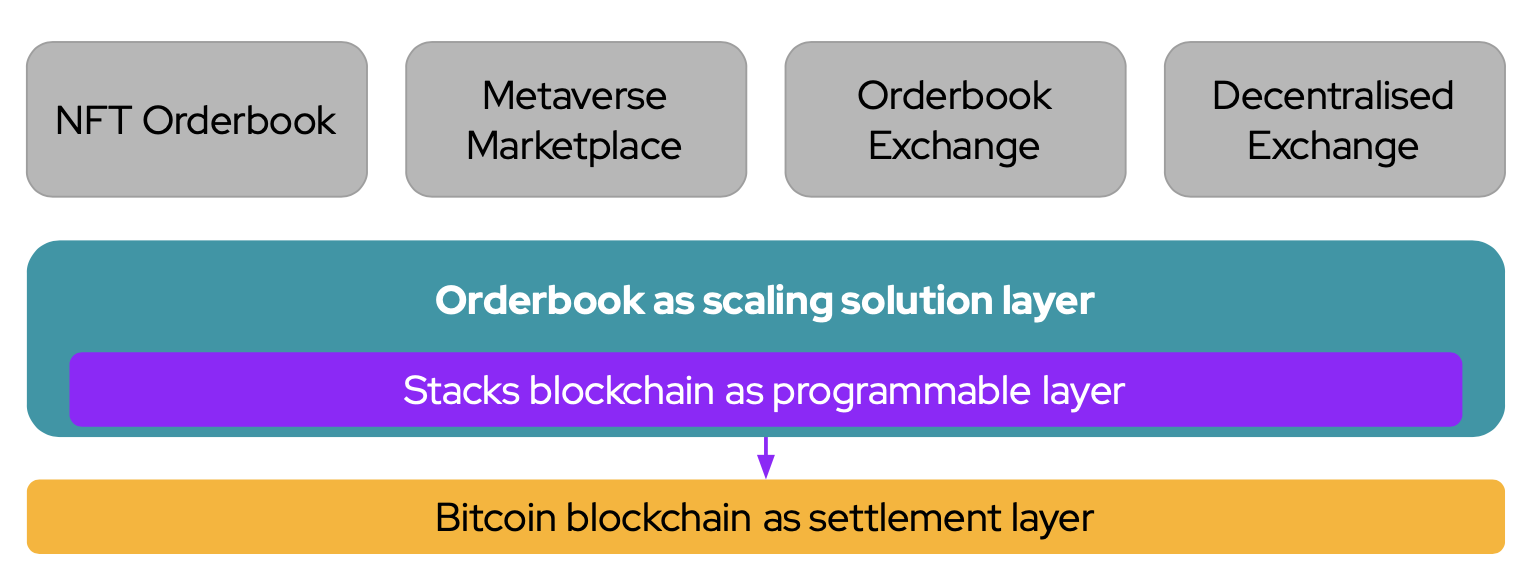 NFT Orderbook
Metaverse
Marketplace
Orderbook
Exchange
Decentralised
Exchange
Orderbook as scaling solution layer
Stacks blockchain as programmable layer
Bitcoin blockchain as settlement layer